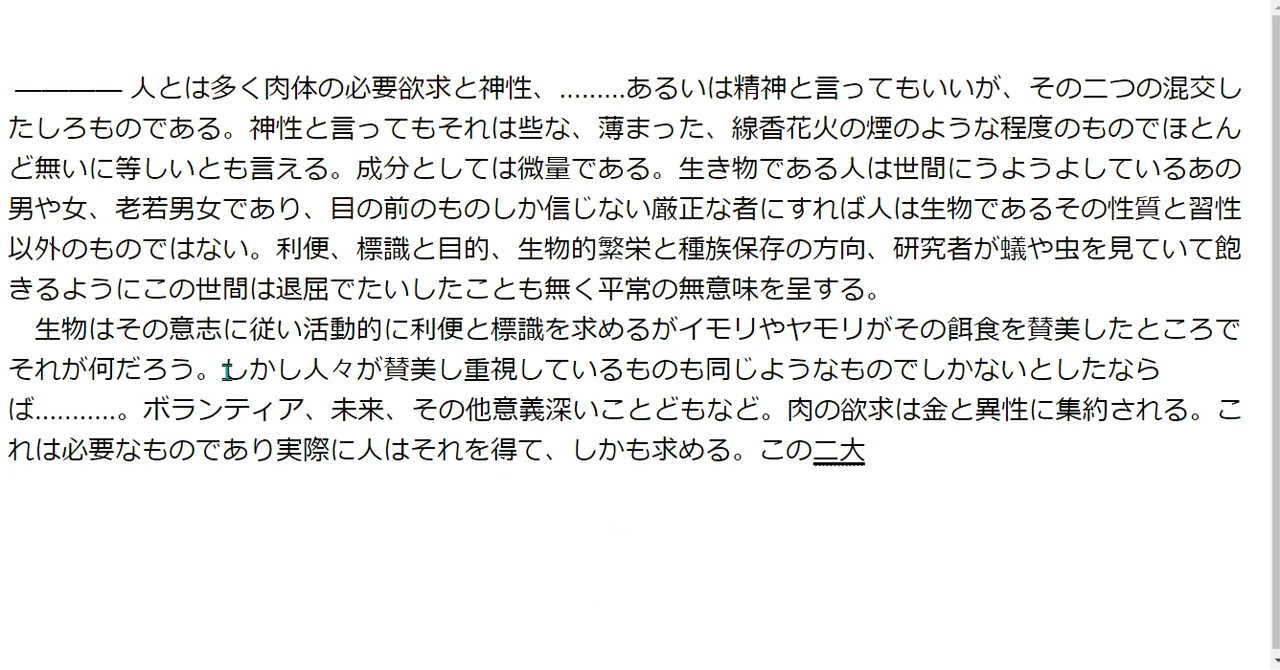 ―――― 人とは多く肉体の必要欲求と神性、………あるいは精神と言ってもいいが、その二つの混交し
たしろものである。神性と言ってもそれは些な、薄まった、線香花火の煙のような程度のものでほとん
ど無いに等しいとも言える。成分としては微量である。生き物である人は世間にうようよしているあの
男や女、老若男女であり、目の前のものしか信じない厳正な者にすれば人は生物であるその性質と習性
以外のものではない。利便、標識と目的、生物的繁栄と種族保存の方向、研究者が蟻や虫を見ていて飽
きるようにこの世間は退屈でたいしたことも無く平常の無意味を呈する。
　生物はその意志に従い活動的に利便と標識を求めるがイモリやヤモリがその餌食を賛美したところで
それが何だろう。しかし人々が賛美し重視しているものも同じようなものでしかないとしたなら
ば…………。ボランティア、未来、その他意義深いことどもなど。肉の欲求は金と異性に集約される。こ
れは必要なものであり実際に人はそれを得て、しかも求める。この二大